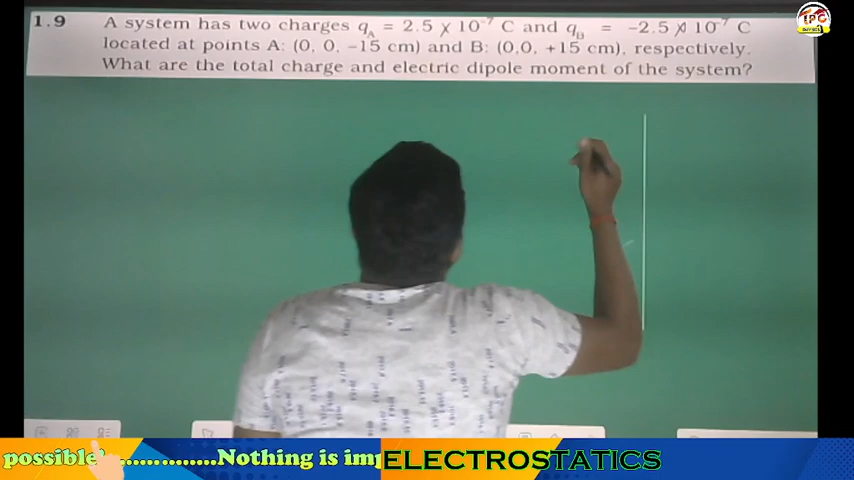 1.9 A system has two charges qA = 2.5 × 10⁻⁷ C and qB = −2.5 × 10⁻⁷ C
located at points A: (0, 0, −15 cm) and B: (0,0, +15 cm), respectively.
What are the total charge and electric dipole moment of the system?
TPC
possible'......
..........Nothing is imp
ELECTROSTATICS